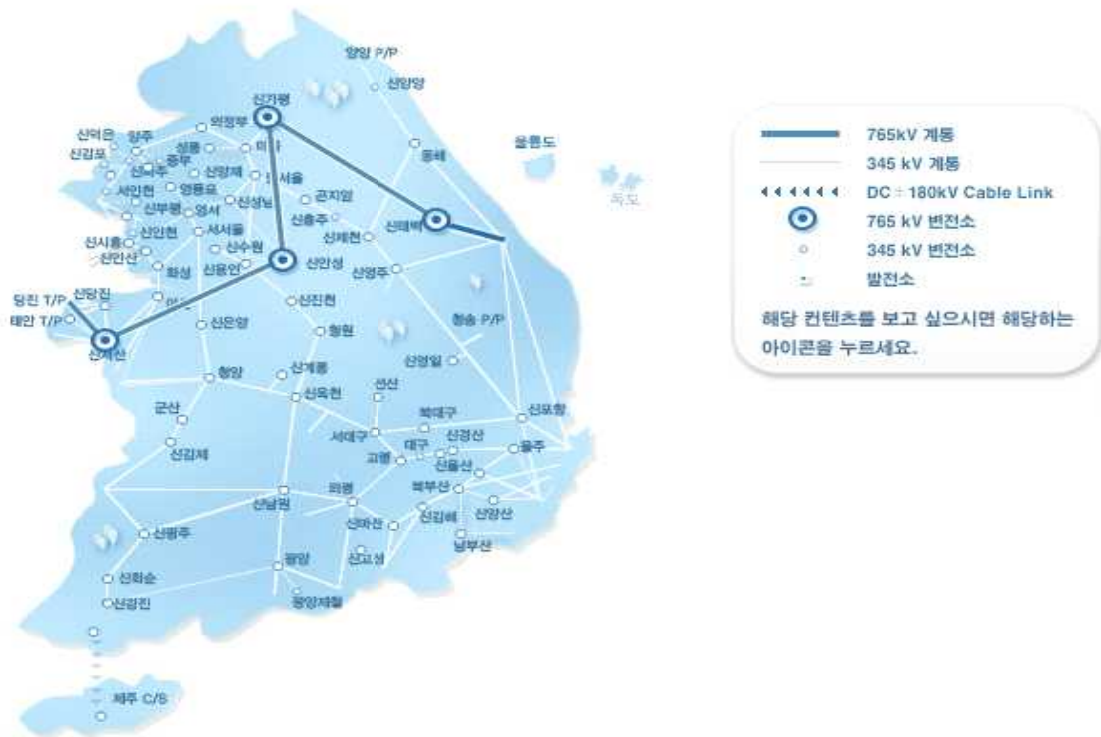 양양 P/P
신양양
신가평
의정부
신덕은
양주
성동
신김포
중부
동해
울릉도
독도
신양재
서인천
영등포
신성남
곤지암
신부평
영서
신충주
신태백
신인천
서서울
신제천
신시흥
신수원
신안산
화성
신용인
신안성
신영주
당진 T/P
신당진
태안 T/P
신진천
신온양
청원
청송 P/P
신서산
신영일
청양
신계룡
신옥천
선산
군산
북대구
신포항
서대구
신김제
대구
신경산
울주
고령
신울산
북부산
신남원
의령
신마산
신김해
신양산
신광주
남부산
신고성
광양
신화순
신강진
광양제철
제주 C/S
765kV 계통
345 kV 계통
DC ± 180kV Cable Link
765 kV 변전소
345 kV 변전소
발전소
해당 컨텐츠를 보고 싶으시면 해당하는
아이콘을 누르세요.